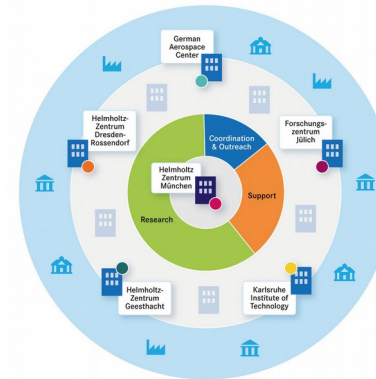 German
Aerospace
Center
Helmholtz-
Zentrum
Dresden-
Rossendorf
Coordination
& Outreach
Forschungs-
zentrum
Jülich
Helmholtz
Zentrum
München
Support
Research
Helmholtz-
Zentrum
Geesthacht
Karlsruhe
Institute of
Technology